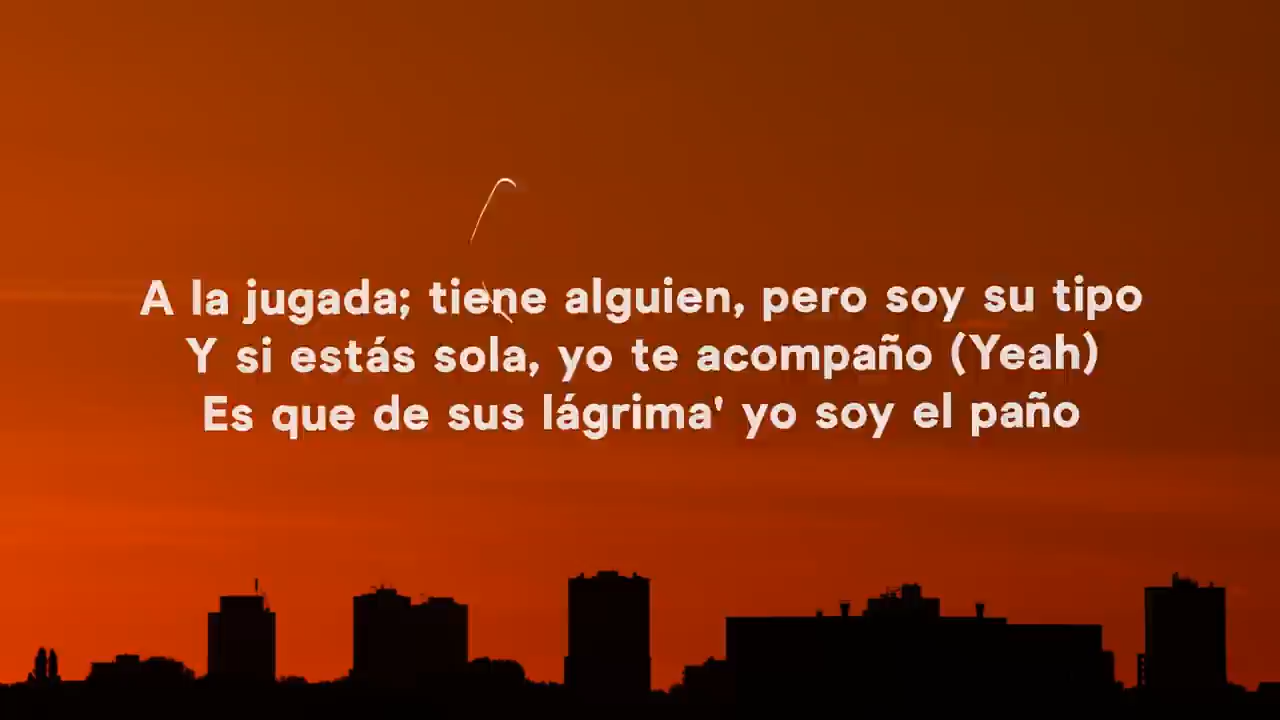 A la jugada; tiene alguien, pero soy su tipo
Y si estás sola, yo te acompaño (Yeah)
Es que de sus lágrima' yo soy el paño